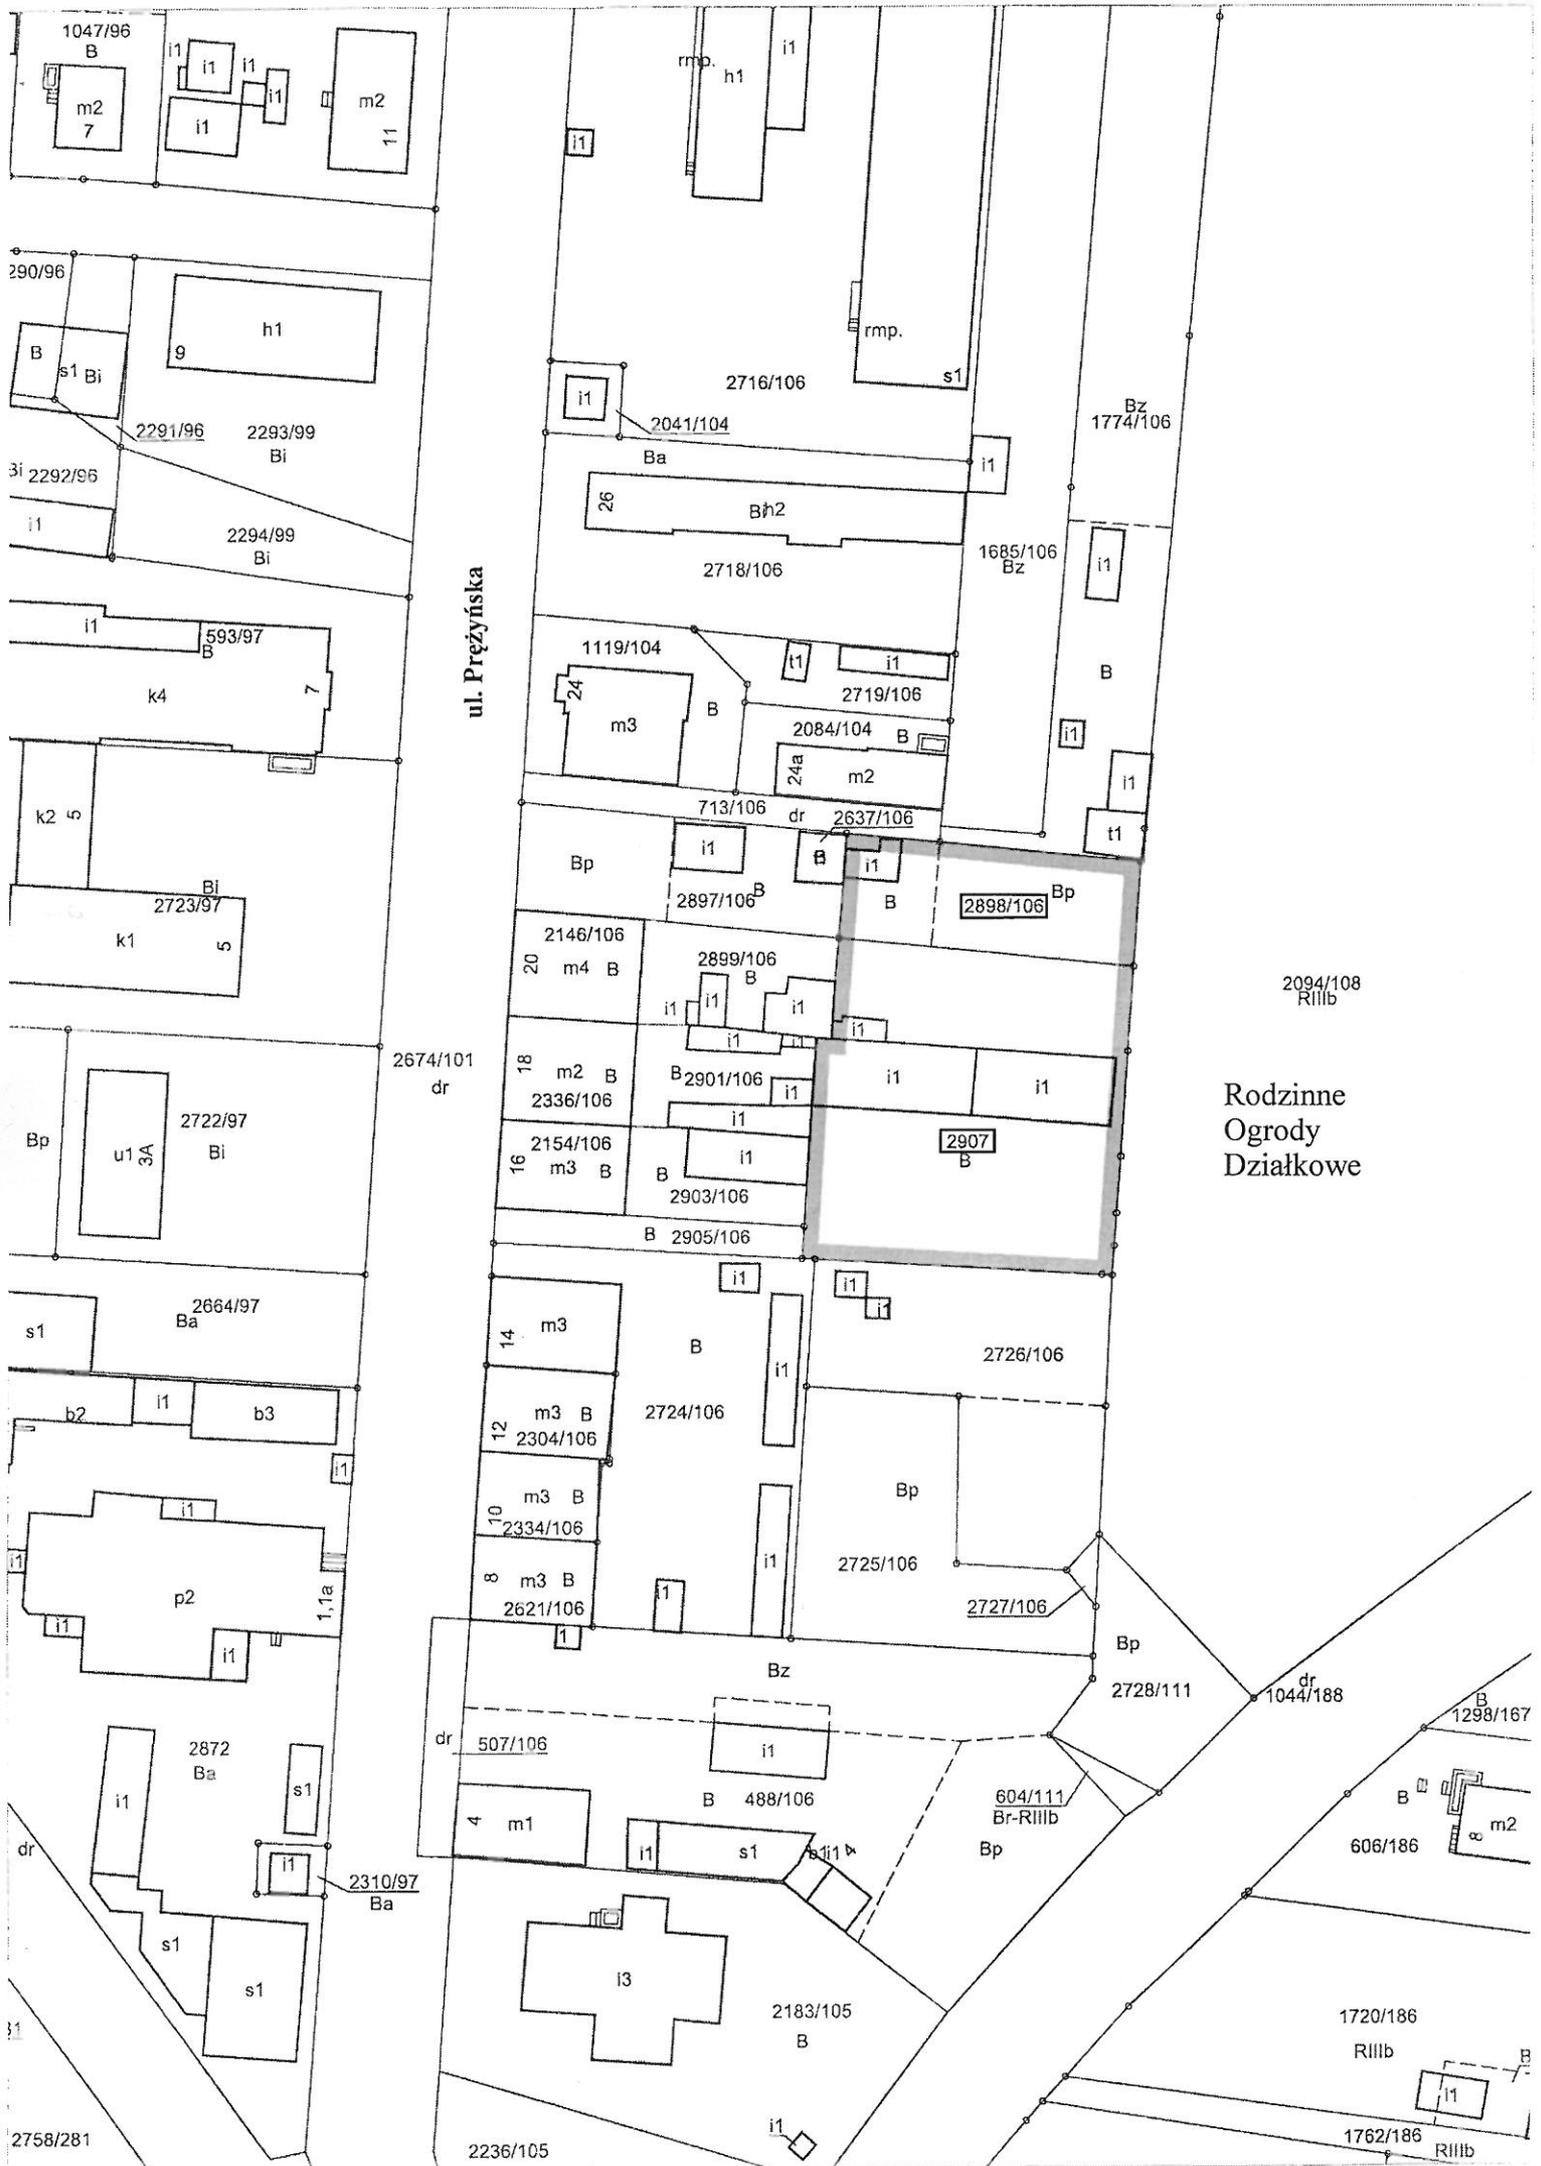 1047/96
B
m2
7
i1
i1
i1
i1
i1
m2
11
i1
rmp.
h1
i1
290/96
h1
9
B
s1 Bi
2291/96
2293/99
Bi
2292/96
i1
2294/99
Bi
rmp.
s1
2716/106
i1
2041/104
Ba
26
h2
2718/106
i1
Bz
1774/106
1685/106
Bz
i1
B
i1
i1
t1
i1
593/97
B
k4
7
ul. Prężyńska
1119/104
24
m3
B
t1
i1
2719/106
2084/104
B
24a
m2
713/106
dr
2637/106
k2
5
Bi
2723/97
k1
5
Bp
i1
2897/106
B
i1
B
2898/106
Bp
2146/106
20
m4 B
2899/106
B
i1
i1
i1
i1
2094/108
RIIIb
2674/101
dr
18
m2 B
2336/106
i1
i1
B
2901/106
i1
i1
i1
i1
Rodzinne
Ogrody
Działkowe
Bp
u1
3A
2722/97
Bi
2154/106
16
m3 B
B
i1
2903/106
2907
B
B 2905/106
2664/97
Ba
s1
i1
i1
i1
14
m3
B
i1
2726/106
b2
i1
b3
i1
12
m3 B
2304/106
2724/106
10
m3 B
2334/106
Bp
i1
i1
p2
1,1a
i1
i1
8
m3 B
2621/106
i1
i1
2725/106
2727/106
Bp
2728/111
Bz
dr
1044/188
B
1298/167
dr
507/106
i1
2872
Ba
i1
s1
4
m1
B 488/106
604/111
Br-RIIIb
Bp
B
m2
8
606/186
dr
i1
2310/97
Ba
i1
s1
i1
4
s1
s1
i3
2183/105
B
1720/186
RIIIb
i1
2758/281
2236/105
i1
1762/186
RIIIb